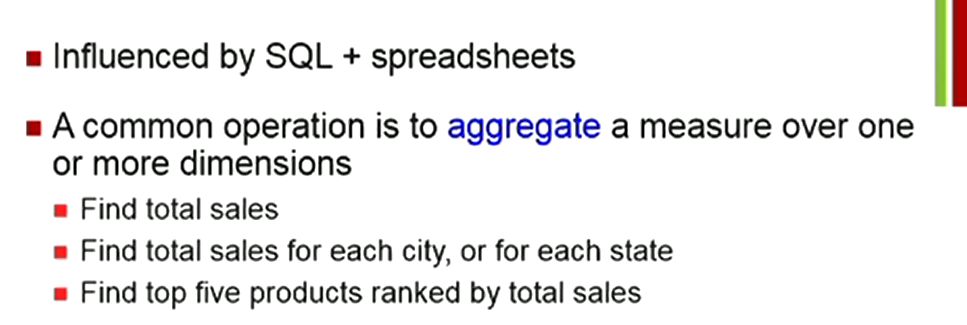 Influenced by SQL + spreadsheets
A common operation is to aggregate a measure over one
or more dimensions
Find total sales
Find total sales for each city, or for each state
Find top five products ranked by total sales